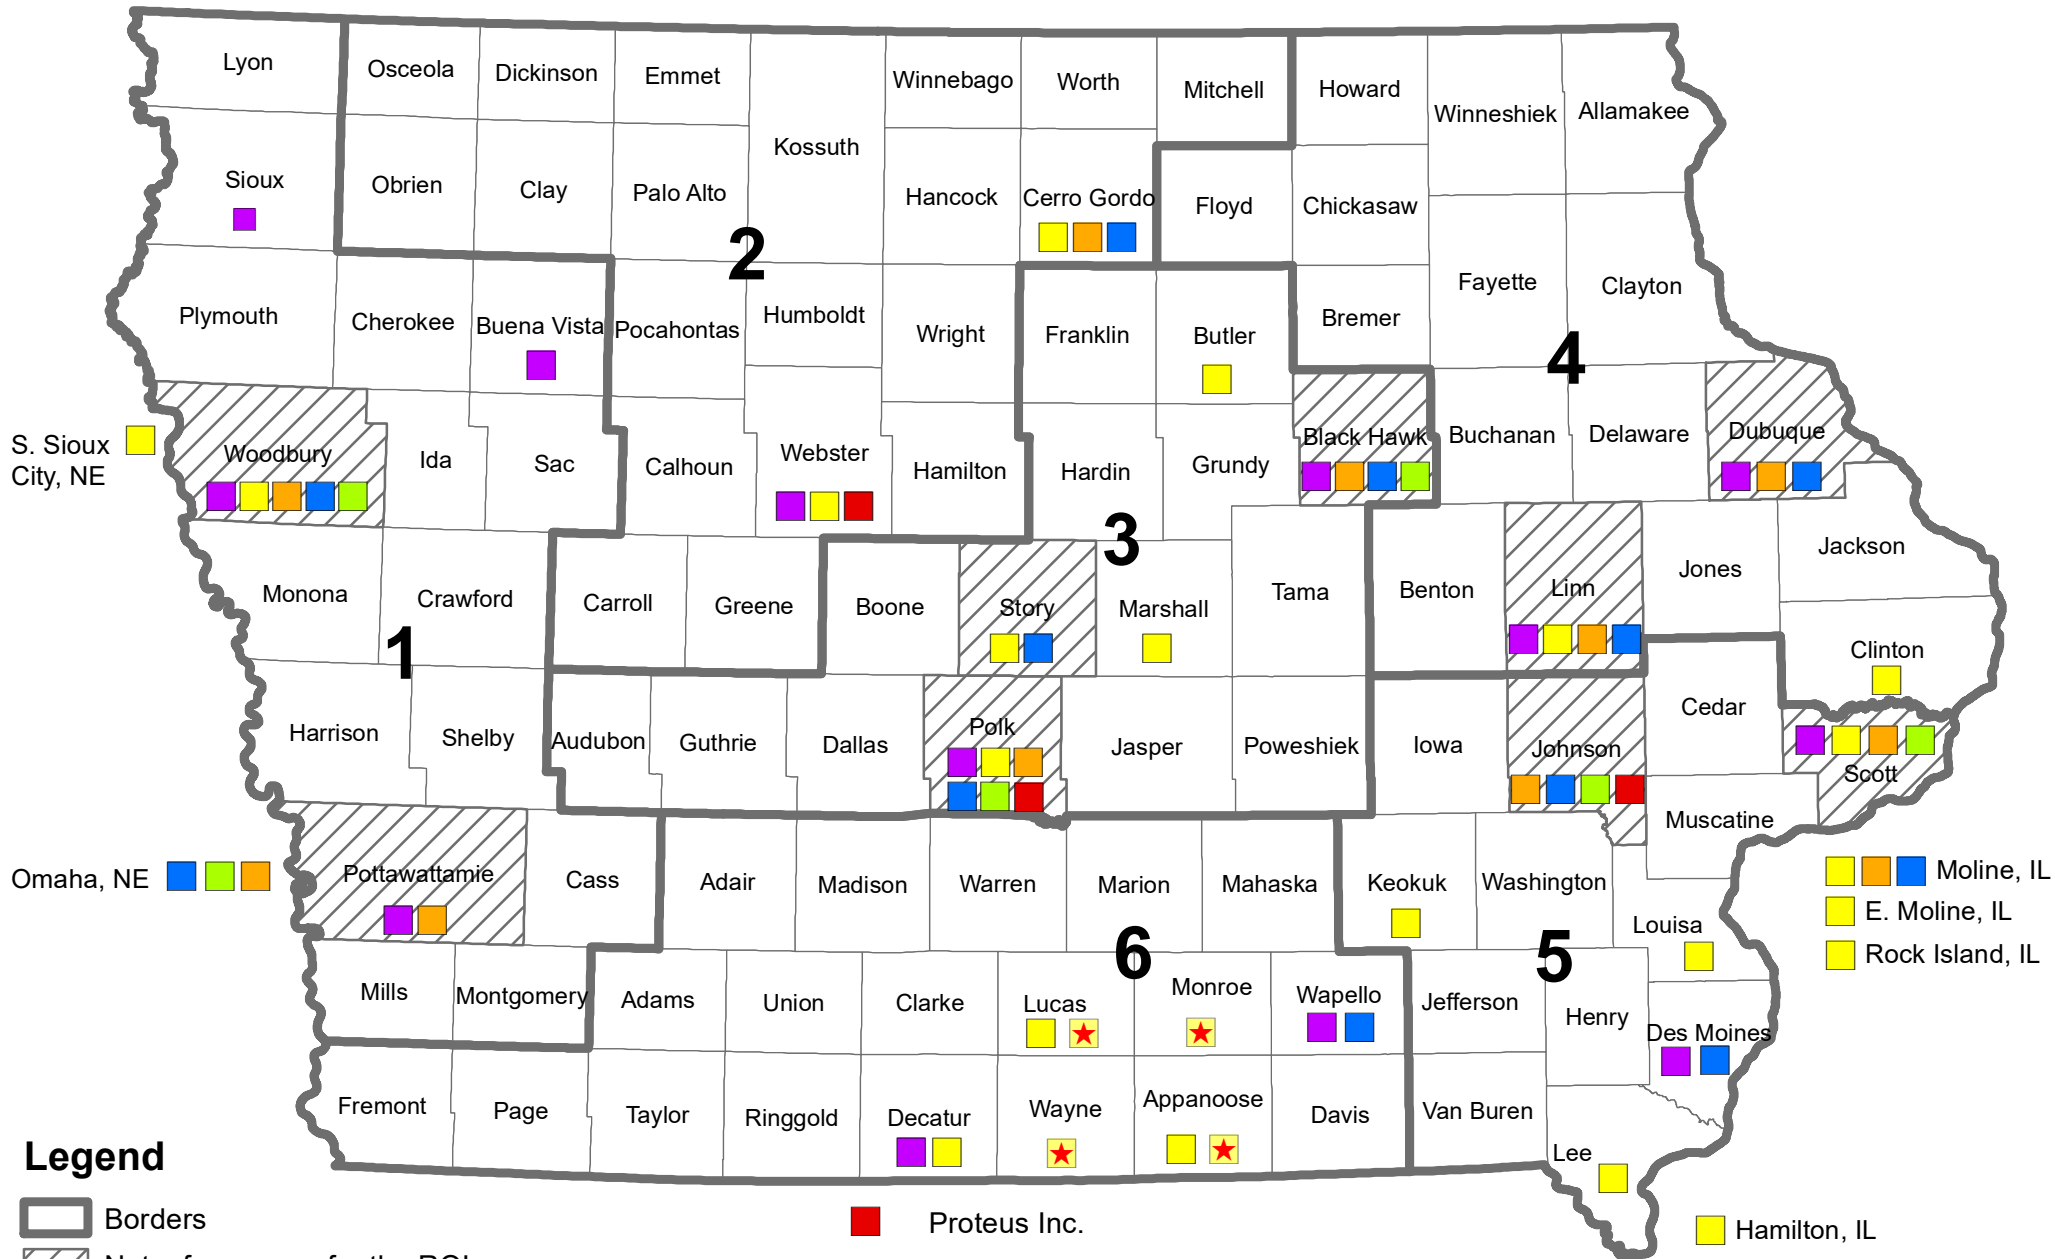 Lyon
Osceola
Dickinson
Emmet
Kossuth
Winnebago
Worth
Mitchell
Howard
Winneshiek
Allamakee
Sioux
Obrien
Clay
Palo Alto
Hancock
Cerro Gordo
Floyd
Chickasaw
2
Plymouth
Cherokee
Buena Vista
Pocahontas
Humboldt
Wright
Franklin
Butler
Bremer
Fayette
Clayton
4
S. Sioux
City, NE
Woodbury
Ida
Sac
Calhoun
Webster
Hamilton
Hardin
Grundy
Black Hawk
Buchanan
Delaware
Dubuque
3
Monona
Crawford
Carroll
Greene
Boone
Story
Marshall
Tama
Benton
Linn
Jones
Jackson
1
Clinton
Harrison
Shelby
Audubon
Guthrie
Dallas
Polk
Jasper
Poweshiek
Iowa
Johnson
Cedar
Scott
Muscatine
Omaha, NE
Pottawattamie
Cass
Adair
Madison
Warren
Marion
Mahaska
Keokuk
Washington
Louisa
Moline, IL
E. Moline, IL
Rock Island, IL
6
5
Mills
Montgomery
Adams
Union
Clarke
Lucas
Monroe
Wapello
Jefferson
Henry
Des Moines
Fremont
Page
Taylor
Ringgold
Decatur
Wayne
Appanoose
Davis
Van Buren
Lee
Legend
Borders
Proteus Inc.
Hamilton, IL